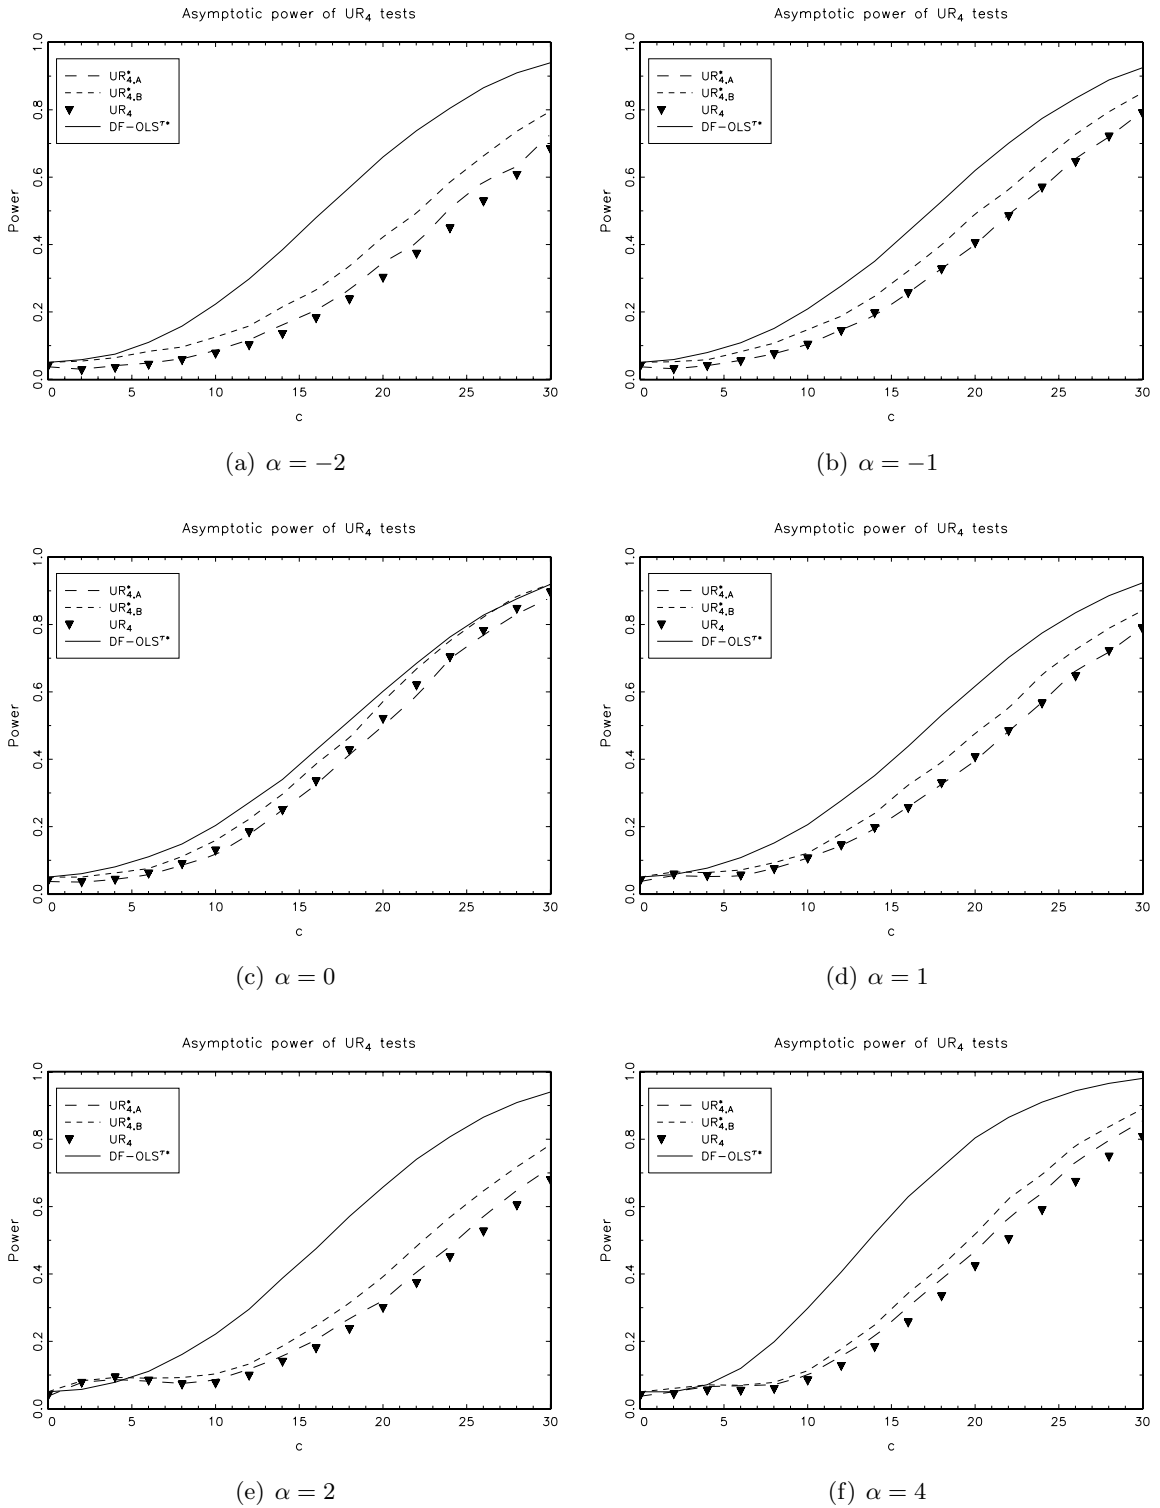 Asymptotic power of UR₄ tests
UR*₄,A
UR*₄,B
UR₄
DF−OLSᵀ*
Power
0.0 0.2 0.4 0.6 0.8 1.0
0 5 10 15 20 25 30
c
(a) α = −2
Asymptotic power of UR₄ tests
UR*₄,A
UR*₄,B
UR₄
DF−OLSᵀ*
Power
0.0 0.2 0.4 0.6 0.8 1.0
0 5 10 15 20 25 30
c
(b) α = −1
Asymptotic power of UR₄ tests
UR*₄,A
UR*₄,B
UR₄
DF−OLSᵀ*
Power
0.0 0.2 0.4 0.6 0.8 1.0
0 5 10 15 20 25 30
c
(c) α = 0
Asymptotic power of UR₄ tests
UR*₄,A
UR*₄,B
UR₄
DF−OLSᵀ*
Power
0.0 0.2 0.4 0.6 0.8 1.0
0 5 10 15 20 25 30
c
(d) α = 1
Asymptotic power of UR₄ tests
UR*₄,A
UR*₄,B
UR₄
DF−OLSᵀ*
Power
0.0 0.2 0.4 0.6 0.8 1.0
0 5 10 15 20 25 30
c
(e) α = 2
Asymptotic power of UR₄ tests
UR*₄,A
UR*₄,B
UR₄
DF−OLSᵀ*
Power
0.0 0.2 0.4 0.6 0.8 1.0
0 5 10 15 20 25 30
c
(f) α = 4